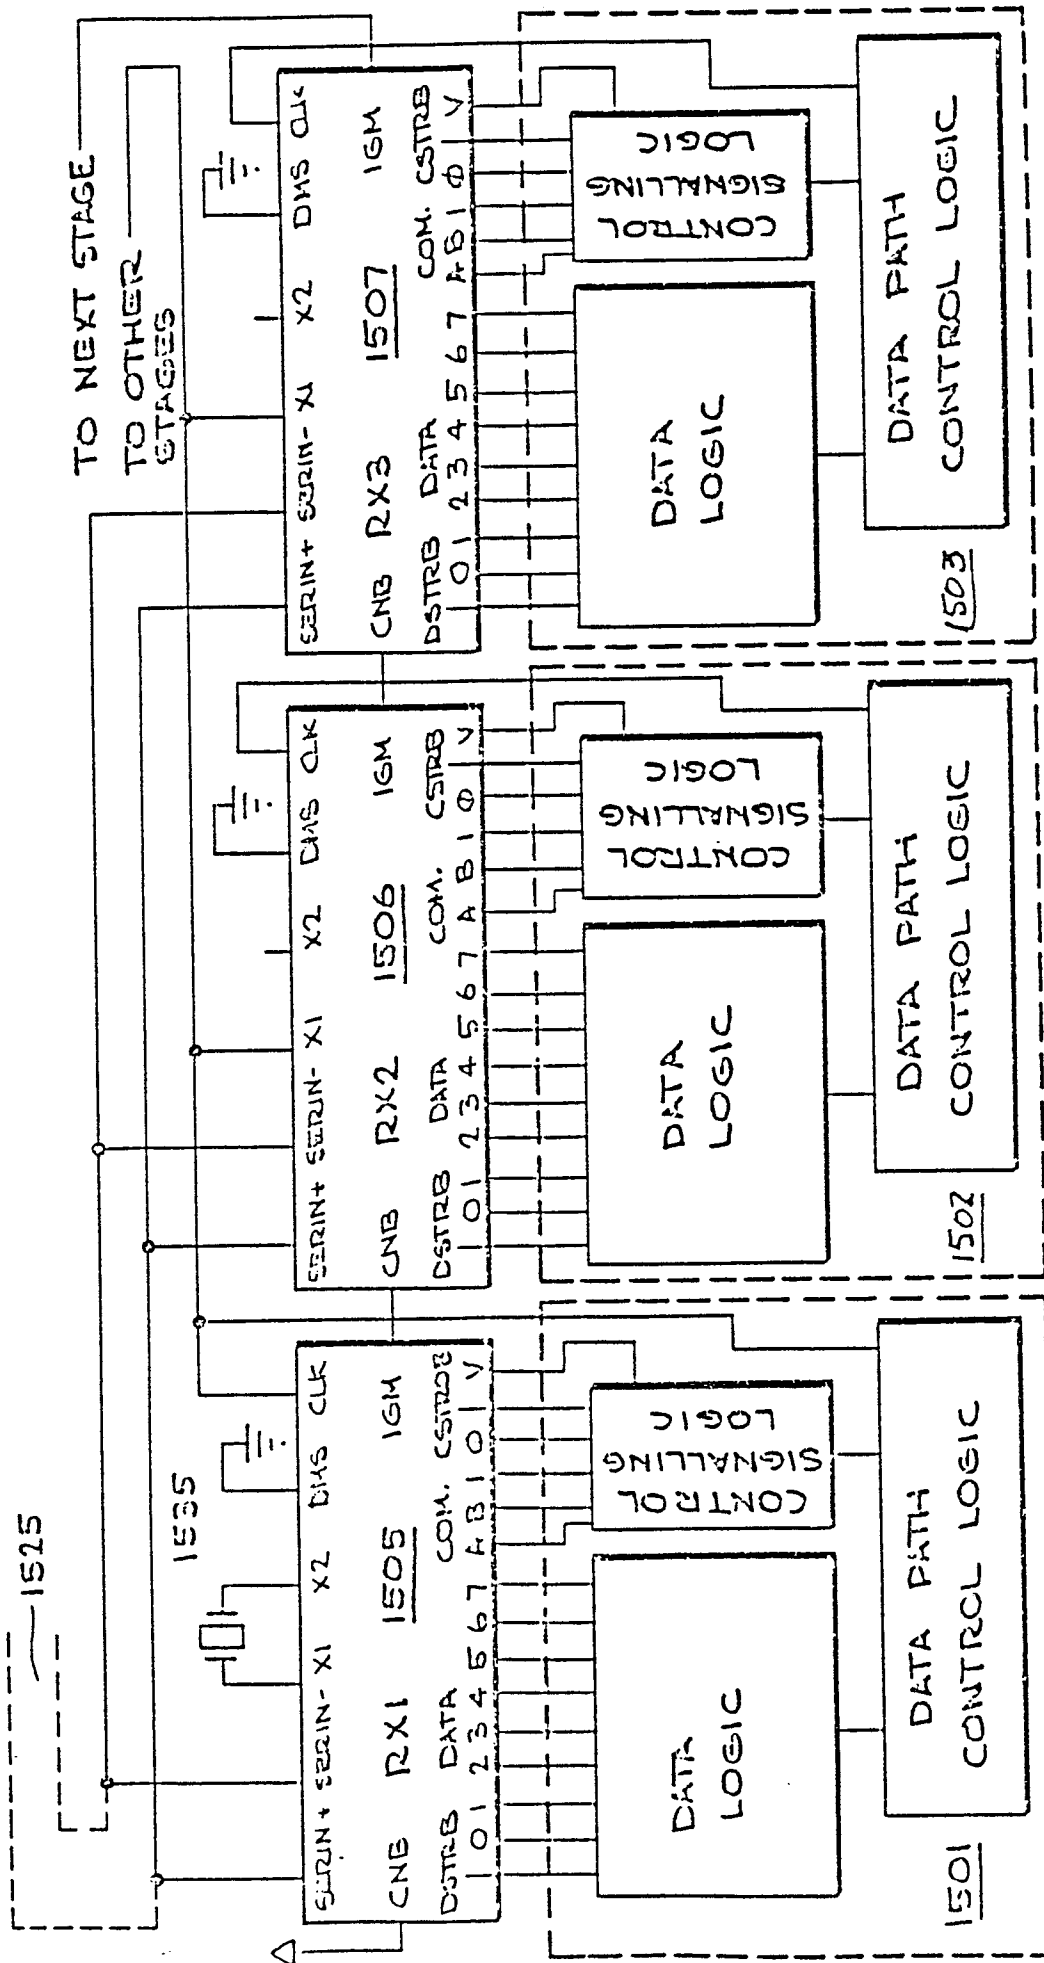 TO NEXT STAGE
TO OTHER
STAGES
1525
1535
SERIN+ SERIN- X1 X2 DMS CLK
CNB RX1 1505 IGM
DSTRB DATA COM. CSTROB
0 1 2 3 4 5 6 7 A B 1 0 1 V
DATA
LOGIC
CONTROL
SIGNALLING
LOGIC
DATA PATH
CONTROL LOGIC
1501
SERIN+ SERIN- X1 X2 DMS CLK
CNB RX2 1506 IGM
DSTRB DATA COM. CSTRB
0 1 2 3 4 5 6 7 A B 1 0 V
DATA
LOGIC
CONTROL
SIGNALLING
LOGIC
DATA PATH
CONTROL LOGIC
1502
SERIN+ SERIN- X1 X2 DMS CLK
CNB RX3 1507 IGM
DSTRB DATA COM. CSTRB
0 1 2 3 4 5 6 7 A B 1 0 V
DATA
LOGIC
CONTROL
SIGNALLING
LOGIC
DATA PATH
CONTROL LOGIC
1503